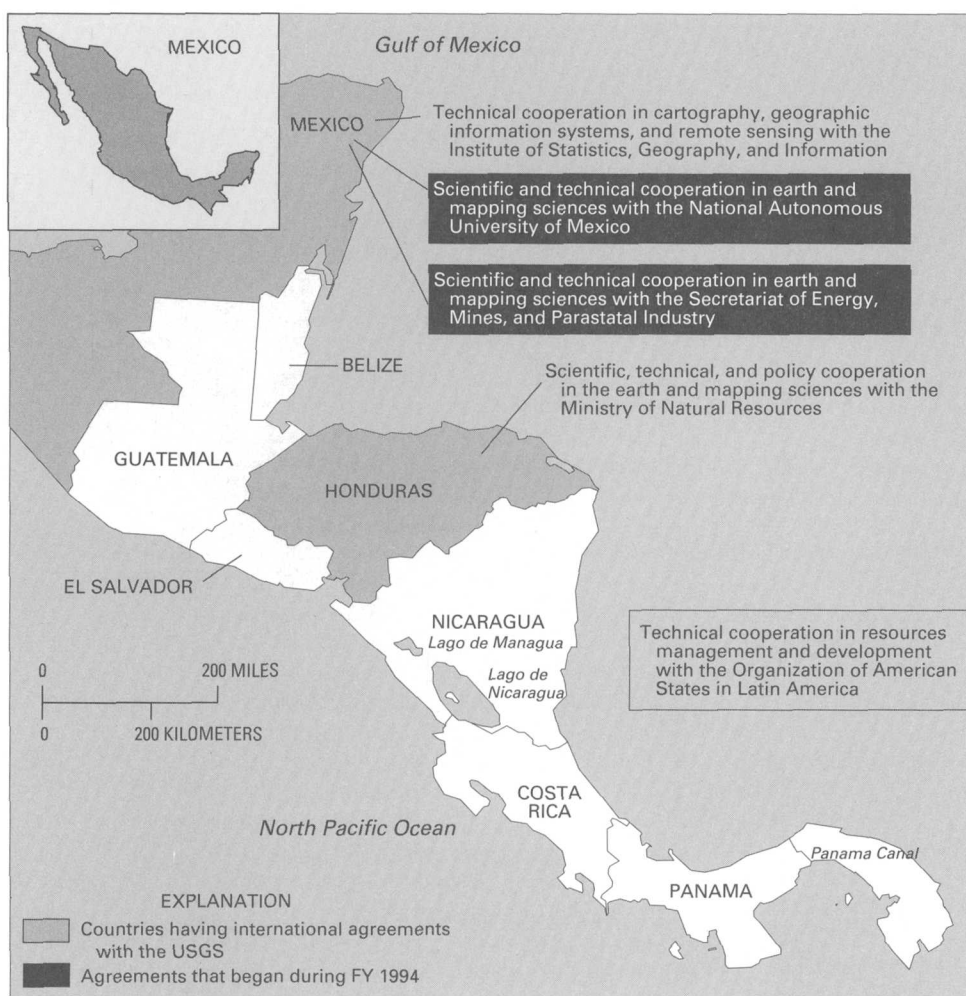 MEXICO
Gulf of Mexico
MEXICO
Technical cooperation in cartography, geographic
information systems, and remote sensing with the
Institute of Statistics, Geography, and Information
Scientific and technical cooperation in earth and
mapping sciences with the National Autonomous
University of Mexico
Scientific and technical cooperation in earth and
mapping sciences with the Secretariat of Energy,
Mines, and Parastatal Industry
BELIZE
Scientific, technical, and policy cooperation
in the earth and mapping sciences with the
Ministry of Natural Resources
GUATEMALA
HONDURAS
EL SALVADOR
NICARAGUA
Lago de Managua
Lago de
Nicaragua
Technical cooperation in resources
management and development
with the Organization of American
States in Latin America
0 200 MILES
0 200 KILOMETERS
COSTA
RICA
North Pacific Ocean
Panama Canal
PANAMA
EXPLANATION
Countries having international agreements
with the USGS
Agreements that began during FY 1994